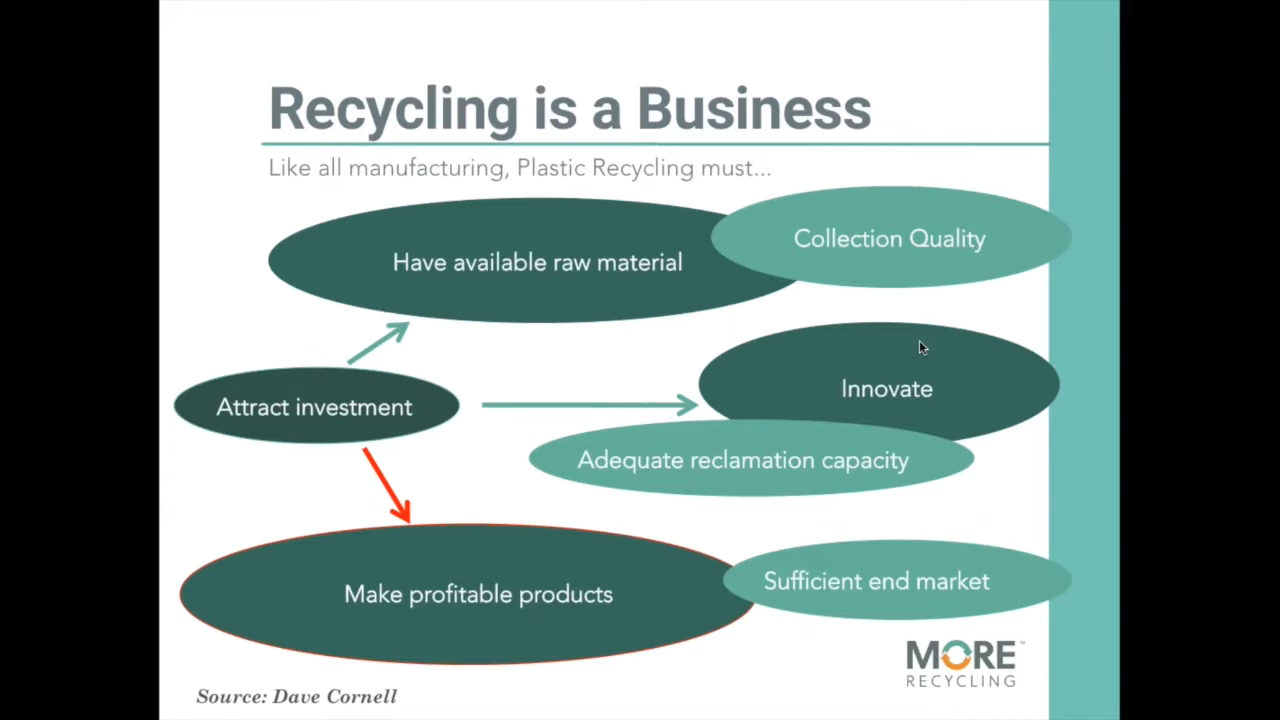 Recycling is a Business
Like all manufacturing, Plastic Recycling must...
Have available raw material
Collection Quality
Innovate
Attract investment
Adequate reclamation capacity
Make profitable products
Sufficient end market
MORE™
RECYCLING
Source: Dave Cornell